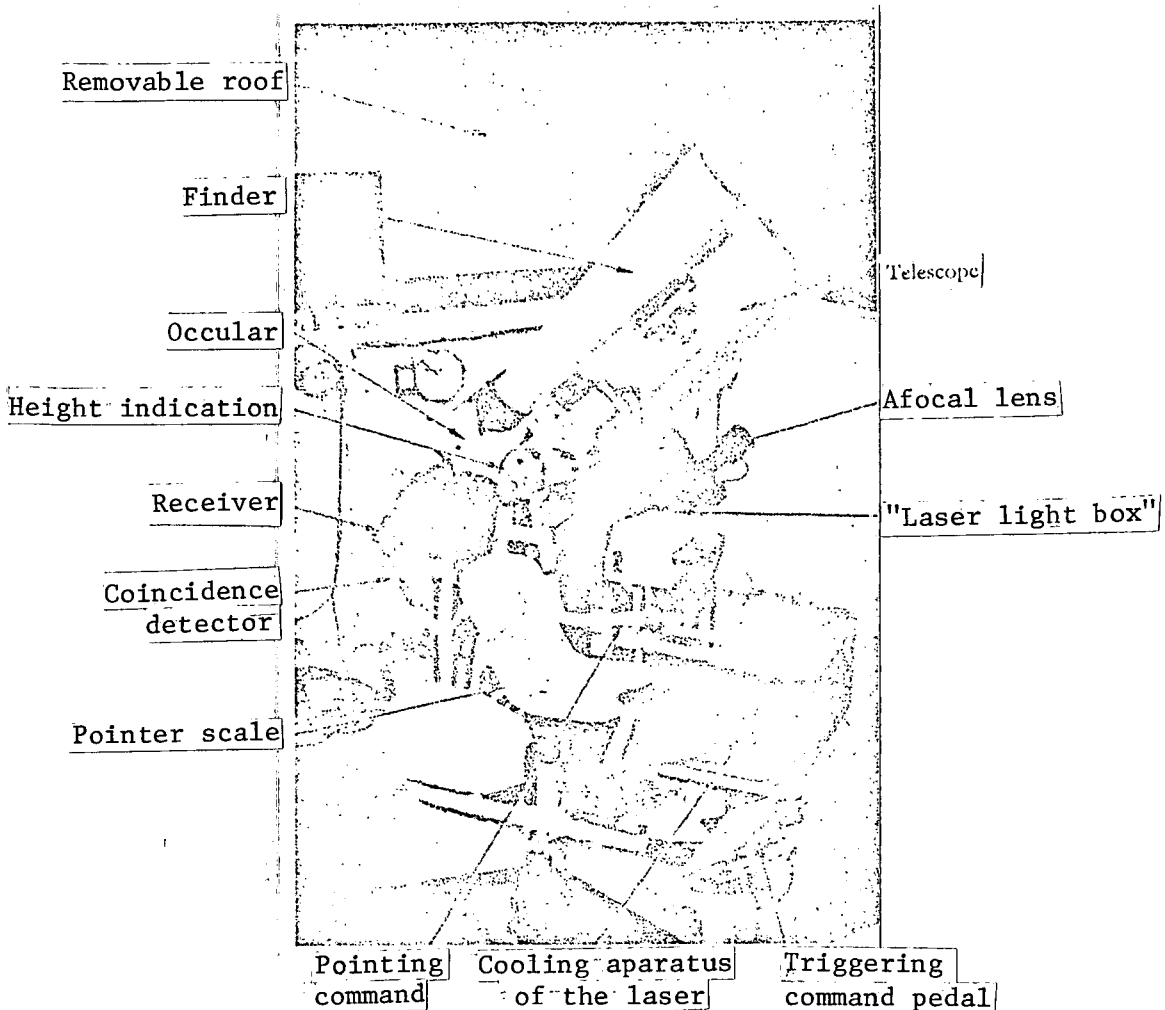 Removable roof
Finder
Telescope
Occular
Height indication
Afocal lens
Receiver
"Laser light box"
Coincidence
detector
Pointer scale
Pointing
command
Cooling aparatus
of the laser
Triggering
command pedal